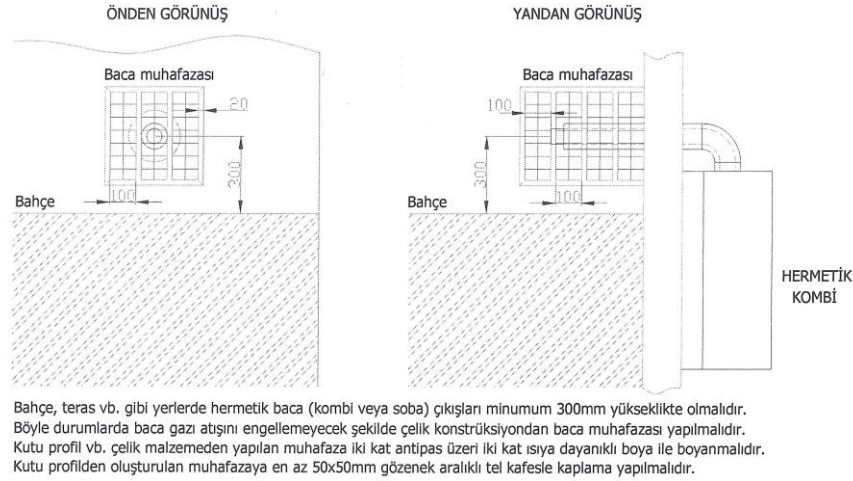 ÖNDEN GÖRÜNÜŞ
YANDAN GÖRÜNÜŞ
Baca muhafazası
Baca muhafazası
20
100
300
300
100
100
Bahçe
Bahçe
HERMETİK
KOMBİ
Bahçe, teras vb. gibi yerlerde hermetik baca (kombi veya soba) çıkışları minumum 300mm yükseklikte olmalıdır.
Böyle durumlarda baca gazı atışını engellemeyecek şekilde çelik konstrüksiyondan baca muhafazası yapılmalıdır.
Kutu profil vb. çelik malzemeden yapılan muhafaza iki kat antipas üzeri iki kat ısıya dayanıklı boya ile boyanmalıdır.
Kutu profilden oluşturulan muhafazaya en az 50x50mm gözenek aralıklı tel kafesle kaplama yapılmalıdır.